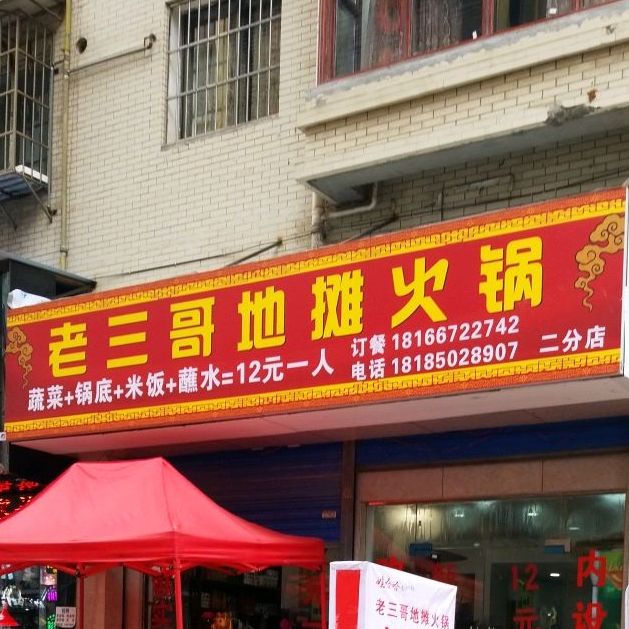 老三哥地摊火锅
蔬菜+锅底+米饭+蘸水=12元一人
订餐 18166722742
电话 18185028907
二分店
老三哥地摊火锅
12元
内设